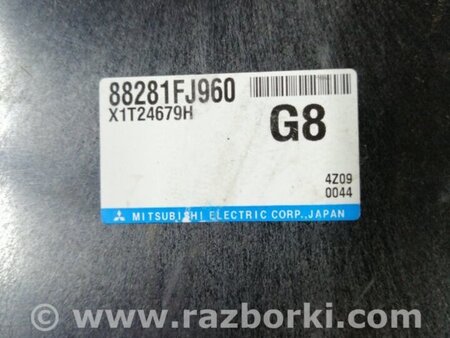 88281FJ960
X1T24679H
G8
4Z09
0044
MITSUBISHI ELECTRIC CORP.,JAPAN
© www.razborki.com